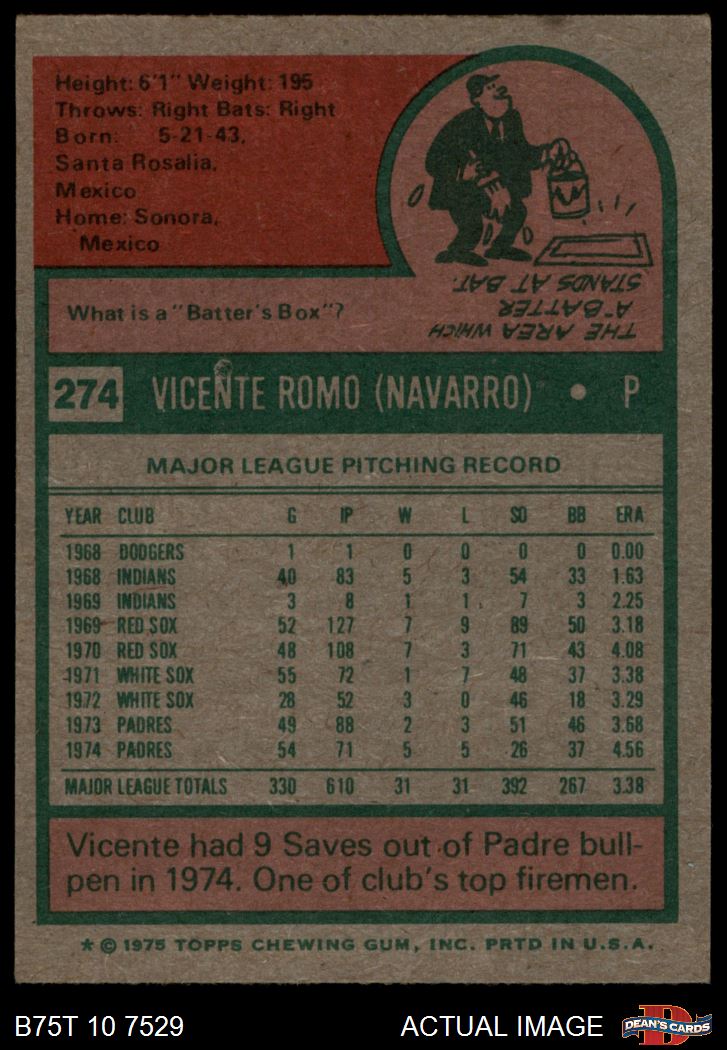 Height: 6'1" Weight: 195
Throws: Right Bats: Right
Born: 5-21-43,
Santa Rosalia,
Mexico
Home: Sonora,
Mexico
What is a "Batter's Box"?
THE AREA WHICH
A BATTER
STANDS AT BAT.
274 VICENTE ROMO (NAVARRO) • P
MAJOR LEAGUE PITCHING RECORD
YEAR CLUB G IP W L SO BB ERA
1968 DODGERS 1 1 0 0 0 0 0.00
1968 INDIANS 40 83 5 3 54 33 1.63
1969 INDIANS 3 8 1 1 7 3 2.25
1969 RED SOX 52 127 7 9 89 50 3.18
1970 RED SOX 48 108 7 3 71 43 4.08
1971 WHITE SOX 55 72 1 7 48 37 3.38
1972 WHITE SOX 28 52 3 0 46 18 3.29
1973 PADRES 49 88 2 3 51 46 3.68
1974 PADRES 54 71 5 5 26 37 4.56
MAJOR LEAGUE TOTALS 330 610 31 31 392 267 3.38
Vicente had 9 Saves out of Padre bull-
pen in 1974. One of club's top firemen.
* © 1975 TOPPS CHEWING GUM, INC. PRTD IN U.S.A.
B75T 10 7529 ACTUAL IMAGE D DEAN'S CARDS